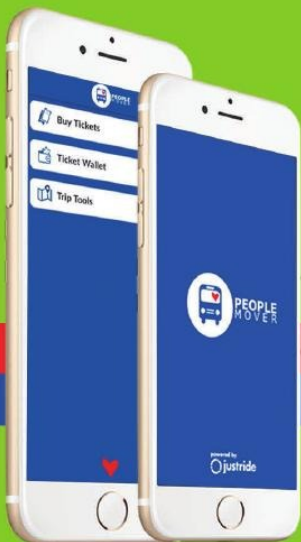 PEOPLE
MOVER
Buy Tickets
Ticket Wallet
Trip Tools
PEOPLE
MOVER
powered by
justride